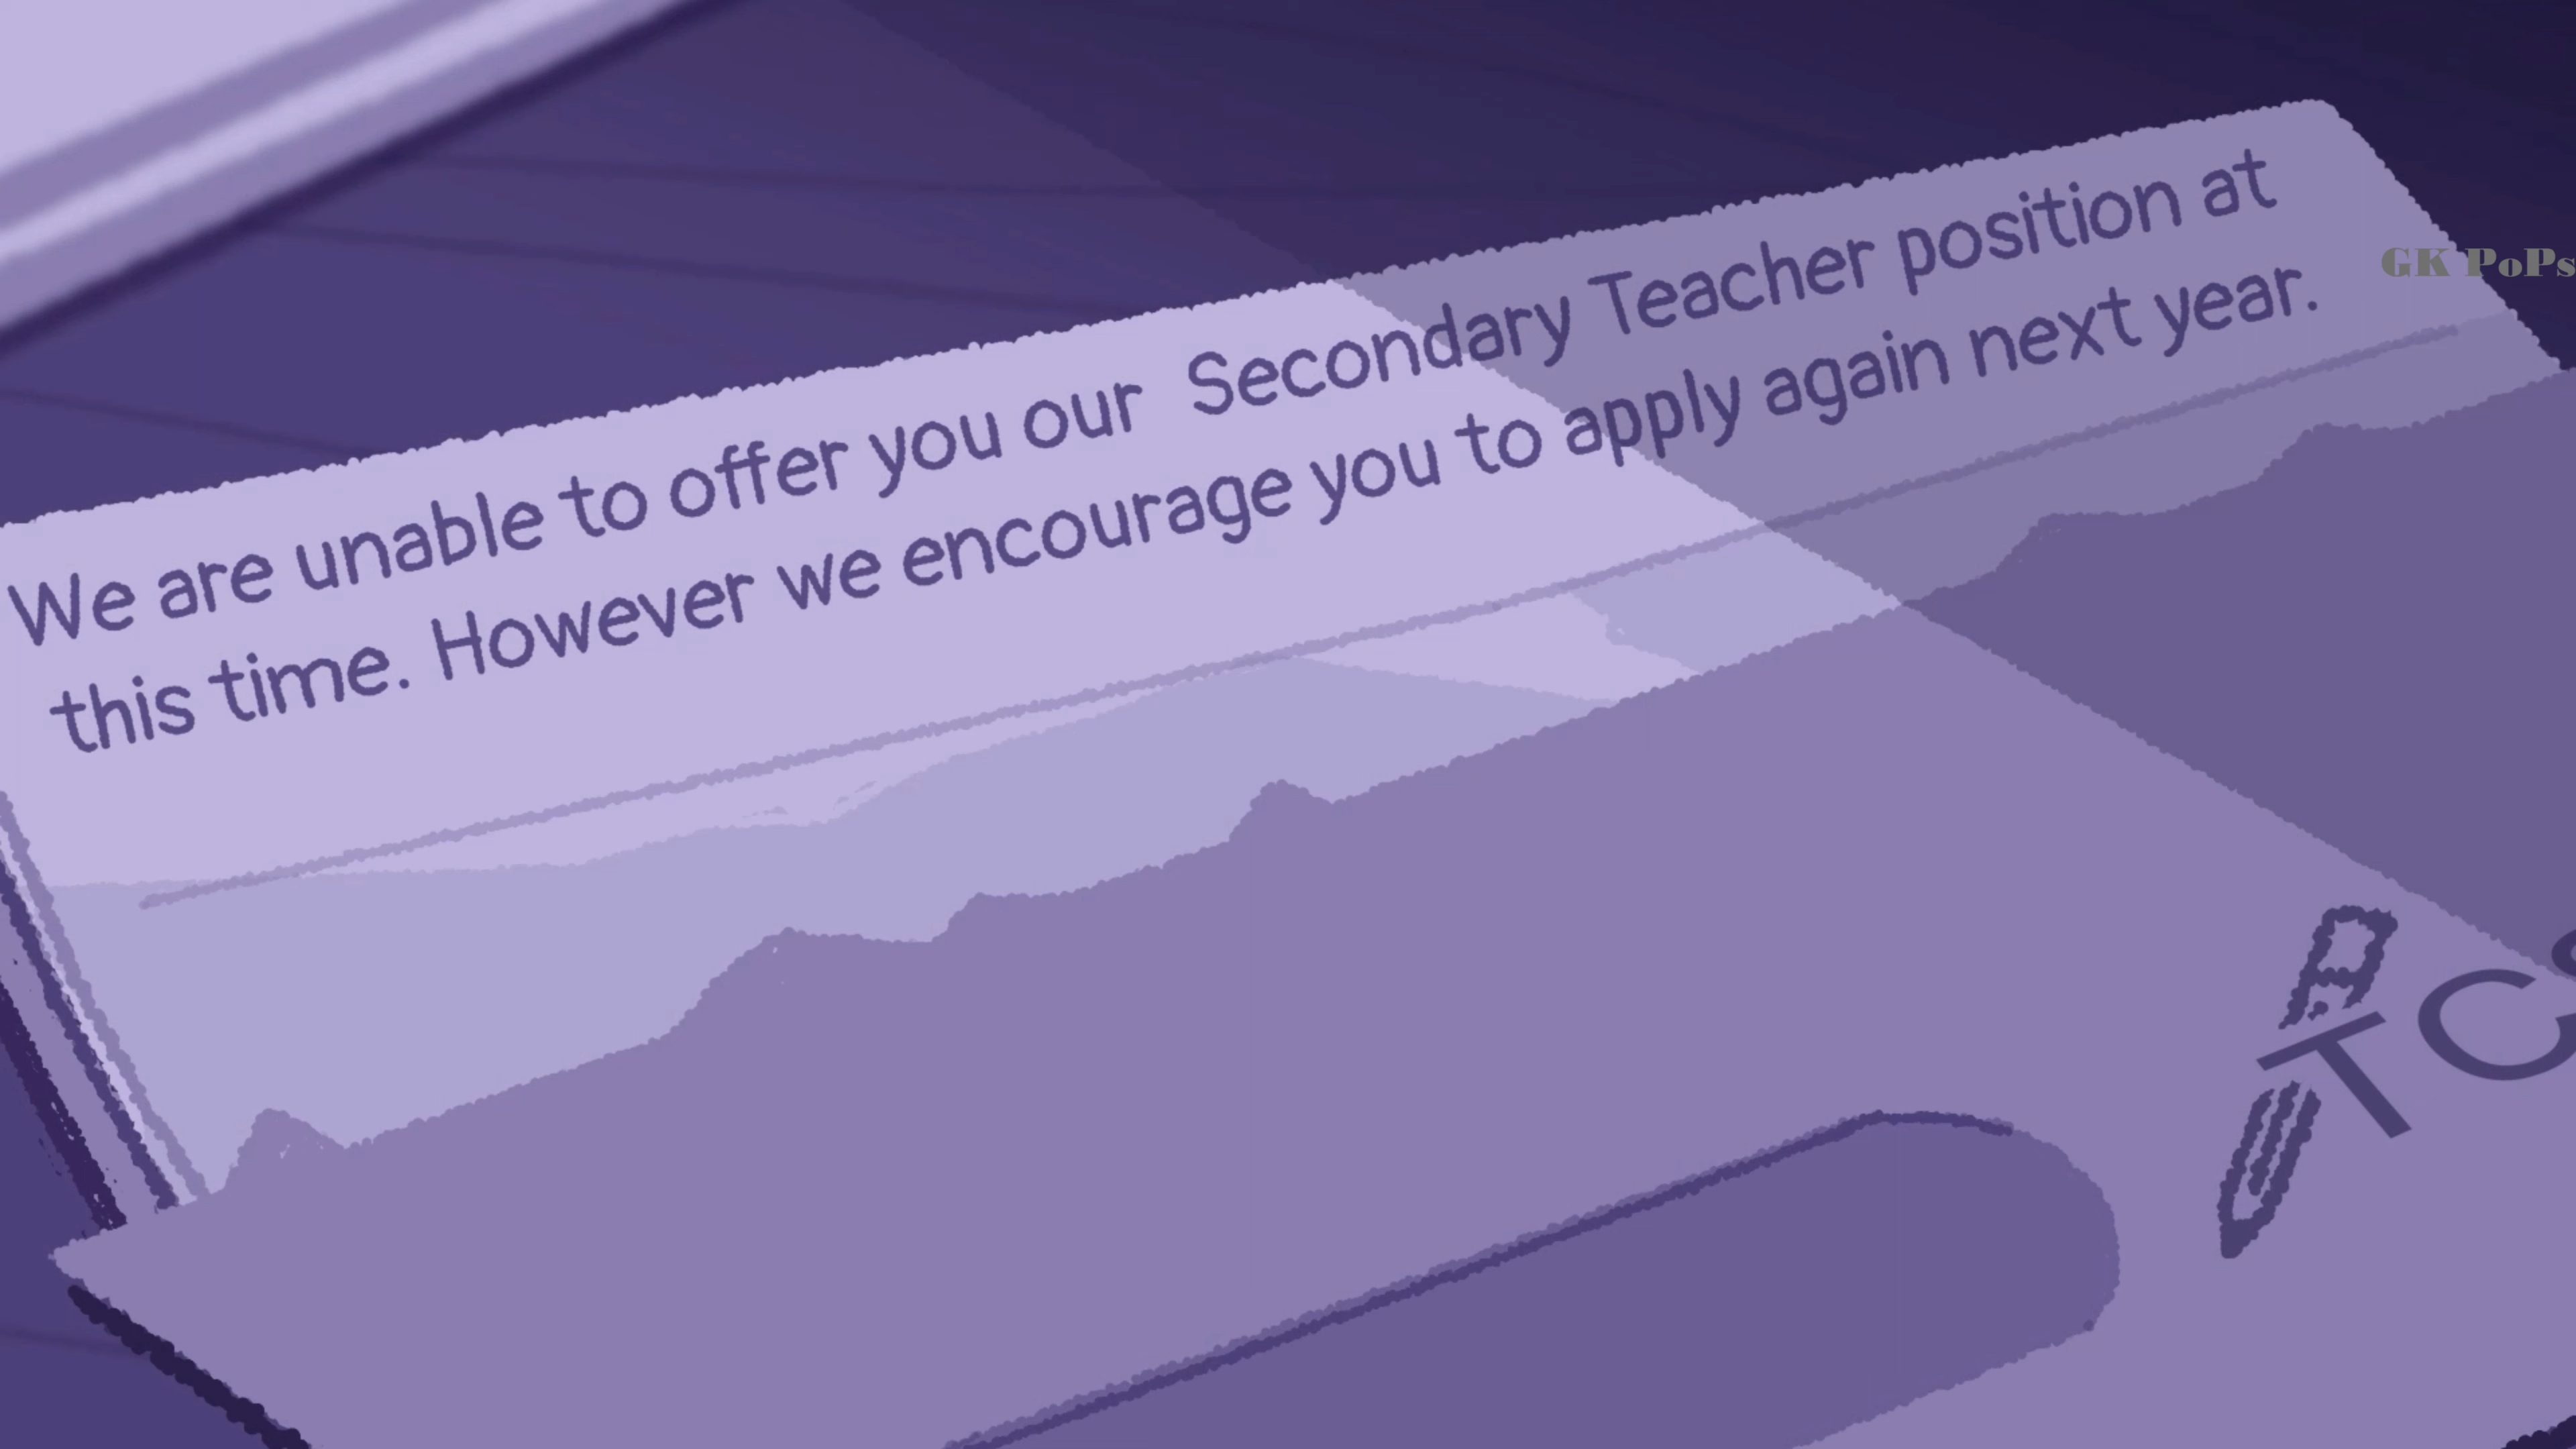 We are unable to offer you our Secondary Teacher position at
this time. However we encourage you to apply again next year.
GK PoPs
TC